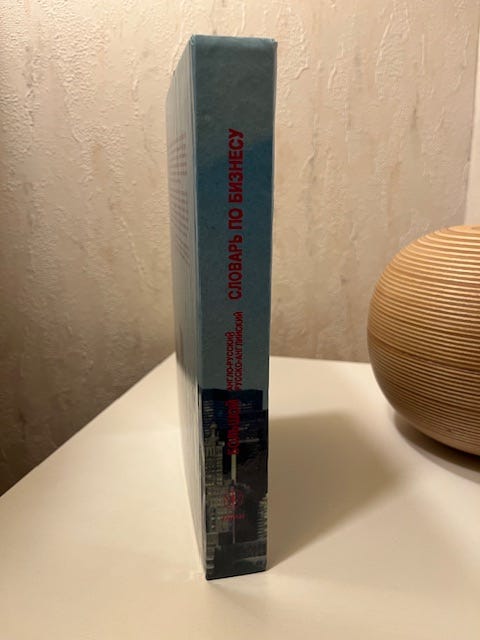 БОЛЬШОЙ
АНГЛО-РУССКИЙ
РУССКО-АНГЛИЙСКИЙ
СЛОВАРЬ ПО БИЗНЕСУ